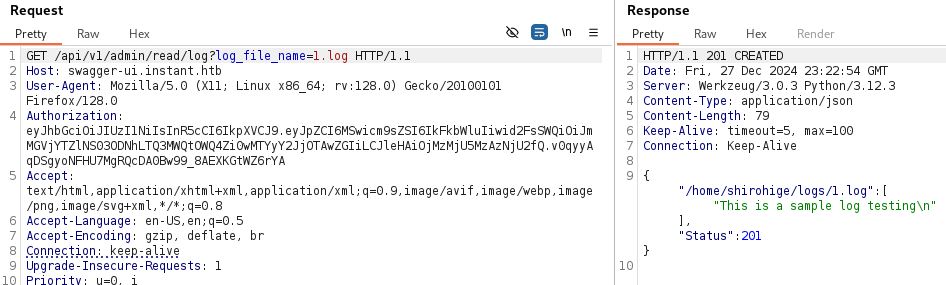 Request
Pretty Raw Hex
\n
1 GET /api/v1/admin/read/log?log_file_name=1.log HTTP/1.1
2 Host: swagger-ui.instant.htb
3 User-Agent: Mozilla/5.0 (X11; Linux x86_64; rv:128.0) Gecko/20100101
Firefox/128.0
4 Authorization:
eyJhbGciOiJIUzI1NiIsInR5cCI6IkpXVCJ9.eyJpZCI6MSwicm9sZSI6IkFkbWluIiwid2FsSWQiOiJm
MGVjYTZlNS03ODNhLTQ3MWQtOWQ4Zi0wMTYyY2JjOTAwZGIiLCJleHAiOjMzMjU5MzAzNjU2fQ.v0qyyA
qDSgyoNFHU7MgRQcDA0Bw99_8AEXKGtWZ6rYA
5 Accept:
text/html,application/xhtml+xml,application/xml;q=0.9,image/avif,image/webp,image
/png,image/svg+xml,*/*;q=0.8
6 Accept-Language: en-US,en;q=0.5
7 Accept-Encoding: gzip, deflate, br
8 Connection: keep-alive
9 Upgrade-Insecure-Requests: 1
10 Priority: u=0, i
Response
Pretty Raw Hex Render
1 HTTP/1.1 201 CREATED
2 Date: Fri, 27 Dec 2024 23:22:54 GMT
3 Server: Werkzeug/3.0.3 Python/3.12.3
4 Content-Type: application/json
5 Content-Length: 79
6 Keep-Alive: timeout=5, max=100
7 Connection: Keep-Alive
8
9 {
"/home/shirohige/logs/1.log":[
"This is a sample log testing\n"
],
"Status":201
}
10